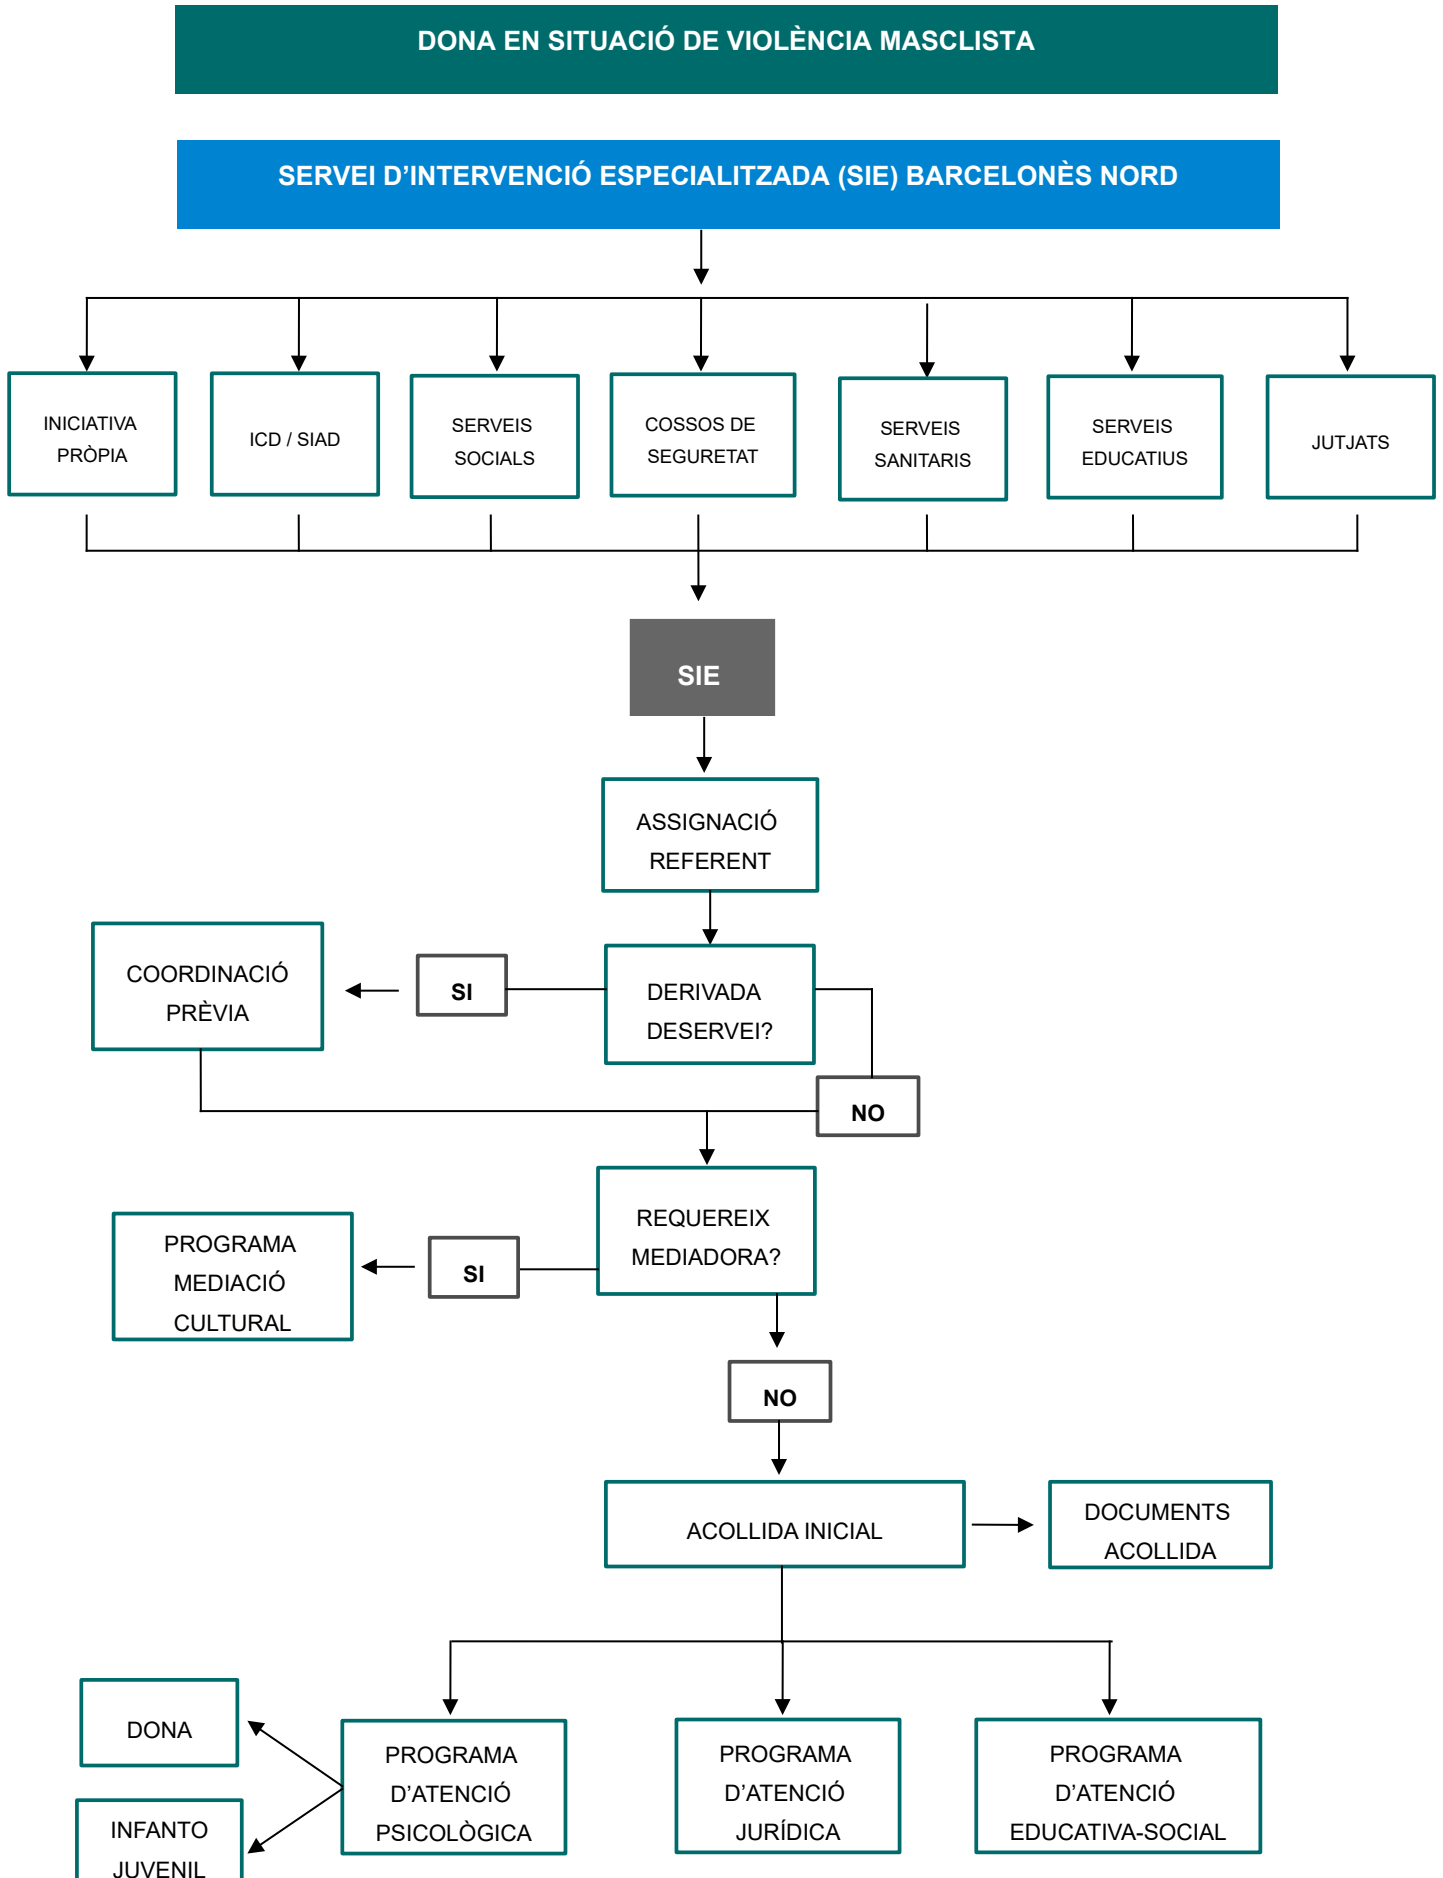 DONA EN SITUACIÓ DE VIOLÈNCIA MASCLISTA
SERVEI D’INTERVENCIÓ ESPECIALITZADA (SIE) BARCELONÈS NORD
INICIATIVA
PRÒPIA
ICD / SIAD
SERVEIS
SOCIALS
COSSOS DE
SEGURETAT
SERVEIS
SANITARIS
SERVEIS
EDUCATIUS
JUTJATS
SIE
ASSIGNACIÓ
REFERENT
COORDINACIÓ
PRÈVIA
SI
DERIVADA
DESERVEI?
NO
REQUEREIX
MEDIADORA?
SI
PROGRAMA
MEDIACIÓ
CULTURAL
NO
ACOLLIDA INICIAL
DOCUMENTS
ACOLLIDA
DONA
INFANTO
JUVENIL
PROGRAMA
D’ATENCIÓ
PSICOLÒGICA
PROGRAMA
D’ATENCIÓ
JURÍDICA
PROGRAMA
D’ATENCIÓ
EDUCATIVA-SOCIAL